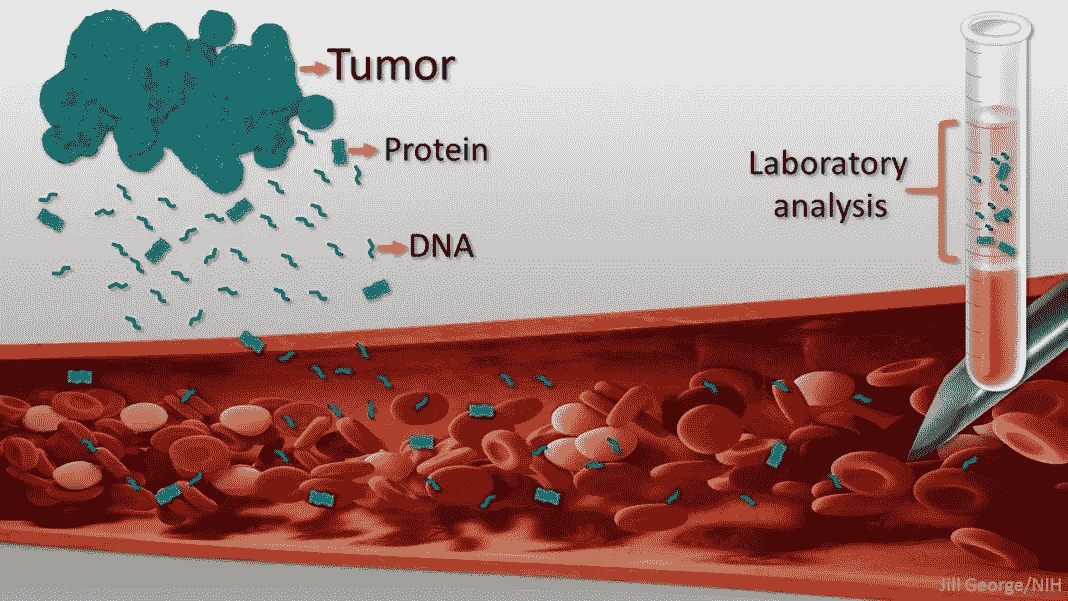 Tumor
Protein
DNA
Laboratory
analysis
Jill George/NIH